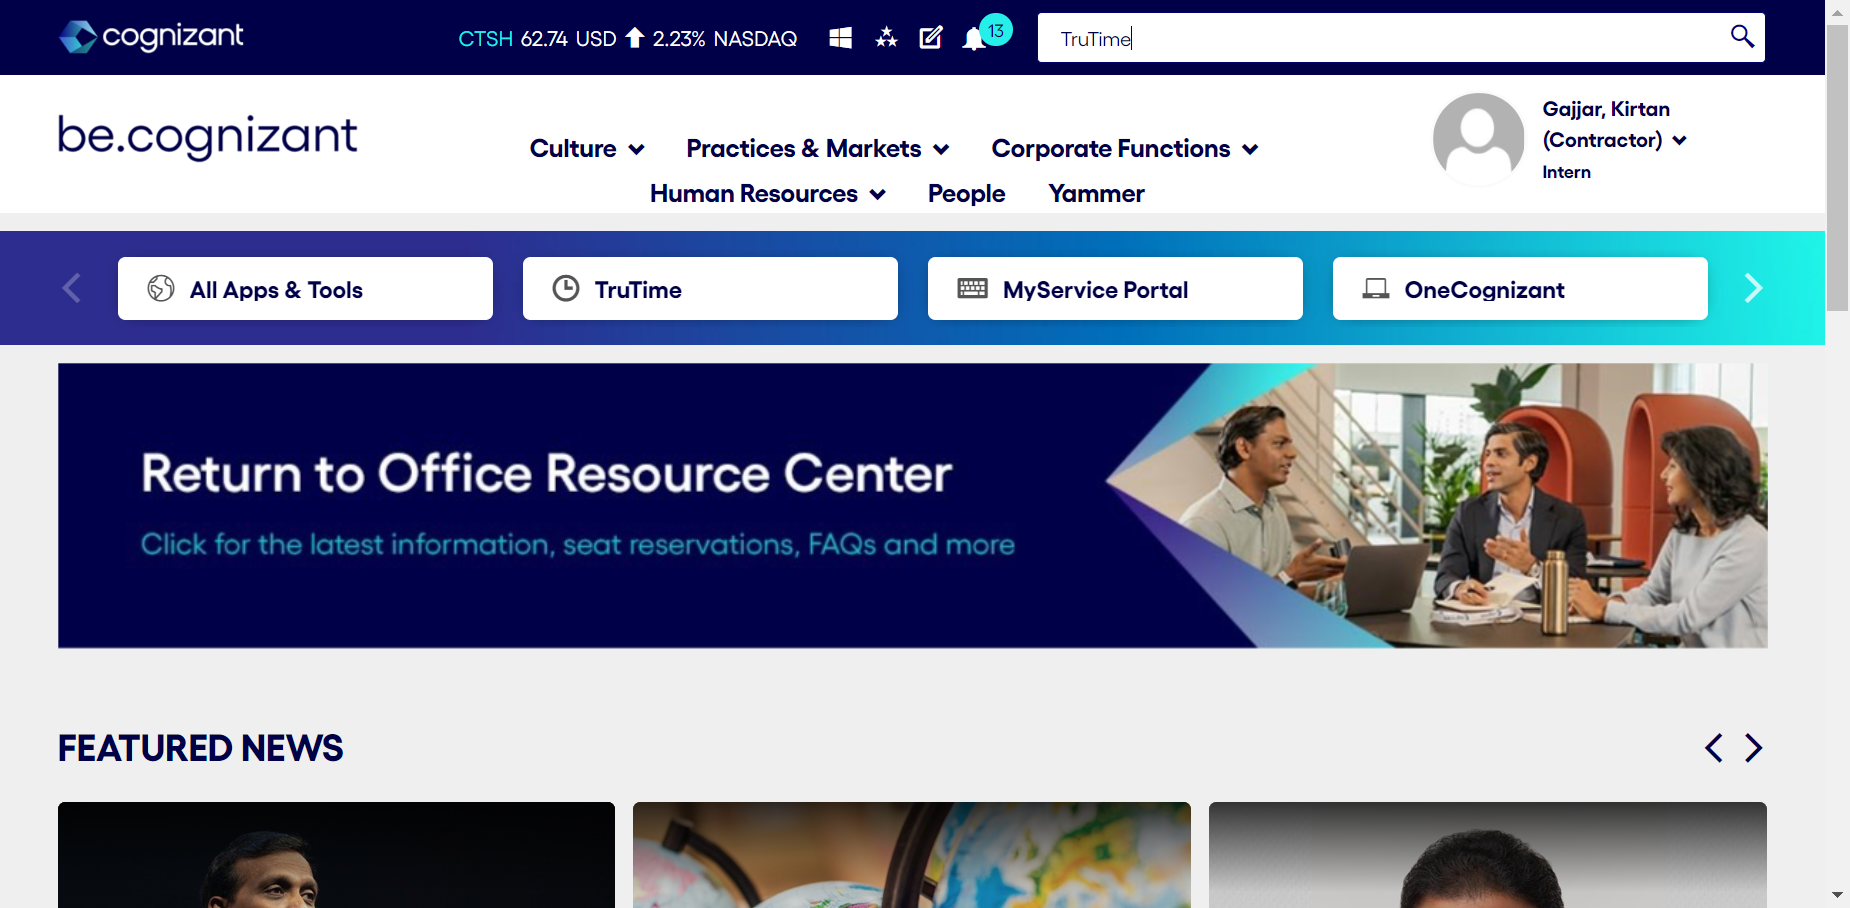 cognizant
CTSH 62.74 USD 2.23% NASDAQ
13
TruTime
be.cognizant
Culture
Practices & Markets
Corporate Functions
Human Resources
People
Yammer
Gajjar, Kirtan
(Contractor)
Intern
All Apps & Tools
TruTime
MyService Portal
OneCognizant
Return to Office Resource Center
Click for the latest information, seat reservations, FAQs and more
FEATURED NEWS